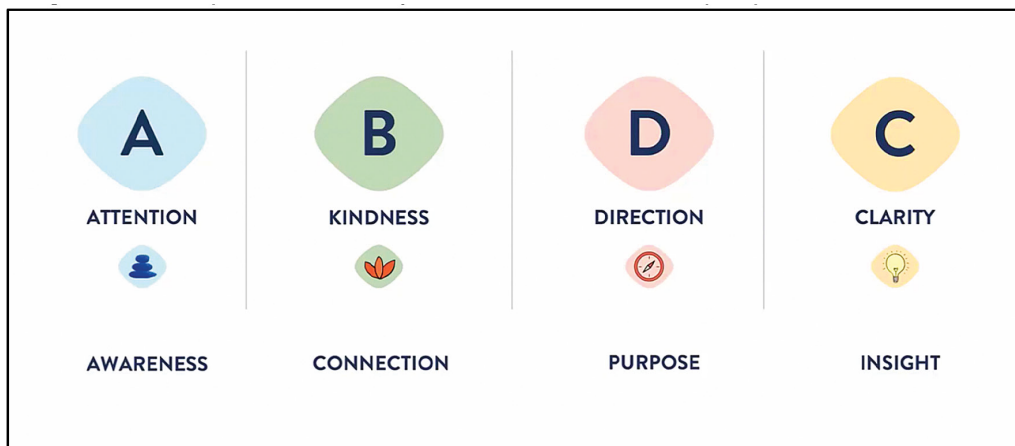 A B D C
ATTENTION KINDNESS DIRECTION CLARITY
AWARENESS CONNECTION PURPOSE INSIGHT